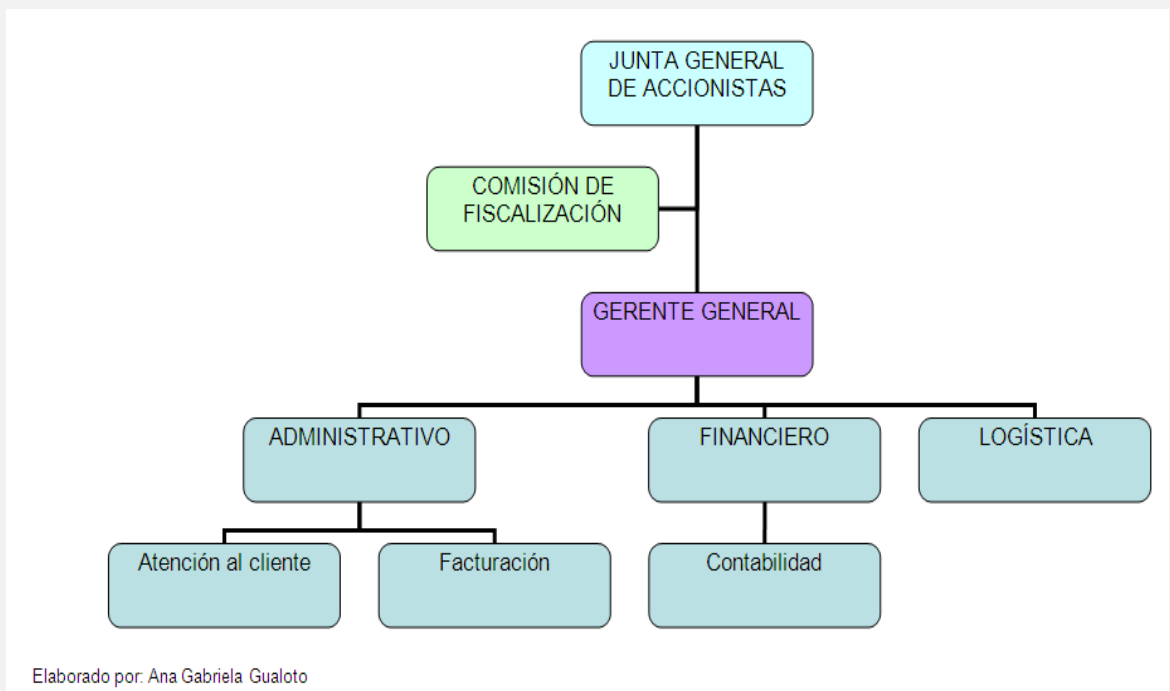 JUNTA GENERAL
DE ACCIONISTAS
COMISIÓN DE
FISCALIZACIÓN
GERENTE GENERAL
ADMINISTRATIVO
FINANCIERO
LOGÍSTICA
Atención al cliente
Facturación
Contabilidad
Elaborado por: Ana Gabriela Gualoto